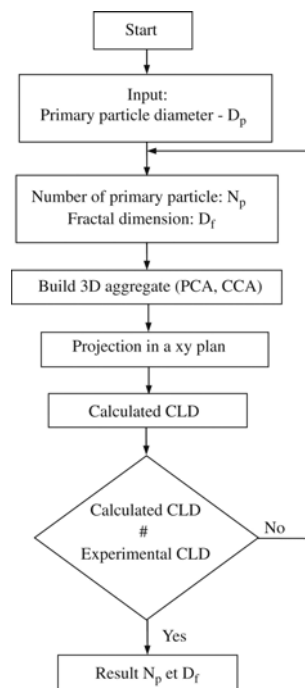 Start
Input:
Primary particle diameter - Dp
Number of primary particle: Np
Fractal dimension: Df
Build 3D aggregate (PCA, CCA)
Projection in a xy plan
Calculated CLD
Calculated CLD
#
Experimental CLD
No
Yes
Result Np et Df